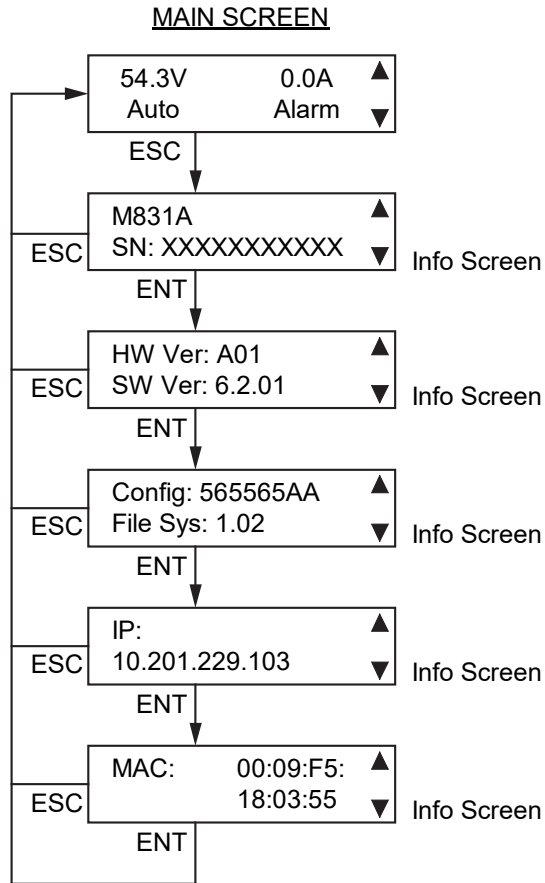 MAIN SCREEN
54.3V 0.0A
Auto Alarm
ESC
M831A
SN: XXXXXXXXXXX
ESC
Info Screen
ENT
HW Ver: A01
SW Ver: 6.2.01
ESC
Info Screen
ENT
Config: 565565AA
File Sys: 1.02
ESC
Info Screen
ENT
IP:
10.201.229.103
ESC
Info Screen
ENT
MAC: 00:09:F5:
18:03:55
ESC
Info Screen
ENT